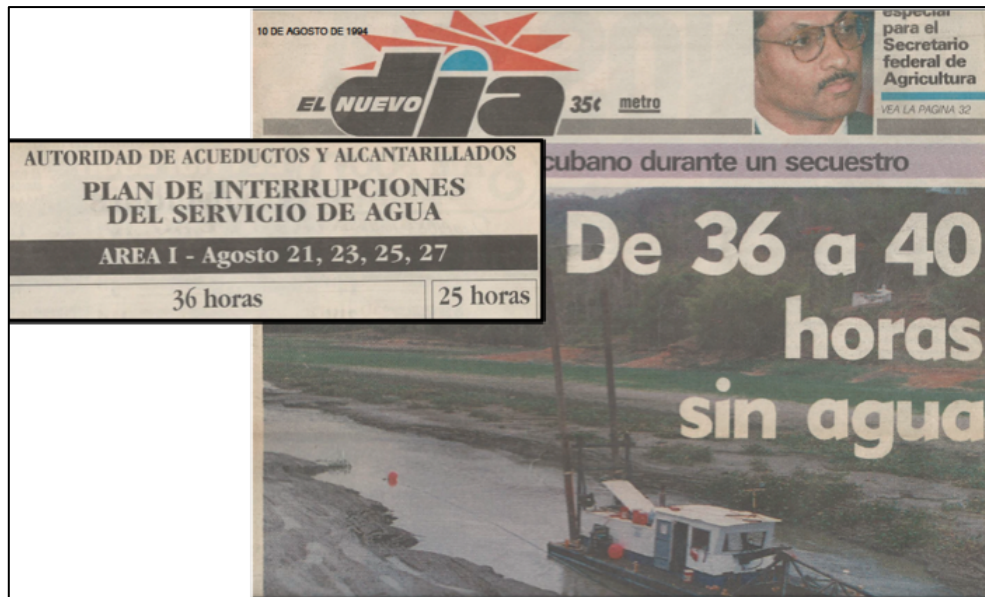 10 DE AGOSTO DE 1994
EL NUEVO dia
35¢ metro
especial
para el
Secretario
federal de
Agricultura
VEA LA PAGINA 32
cubano durante un secuestro
AUTORIDAD DE ACUEDUCTOS Y ALCANTARILLADOS
PLAN DE INTERRUPCIONES
DEL SERVICIO DE AGUA
AREA I - Agosto 21, 23, 25, 27
36 horas
25 horas
De 36 a 40
horas
sin agua